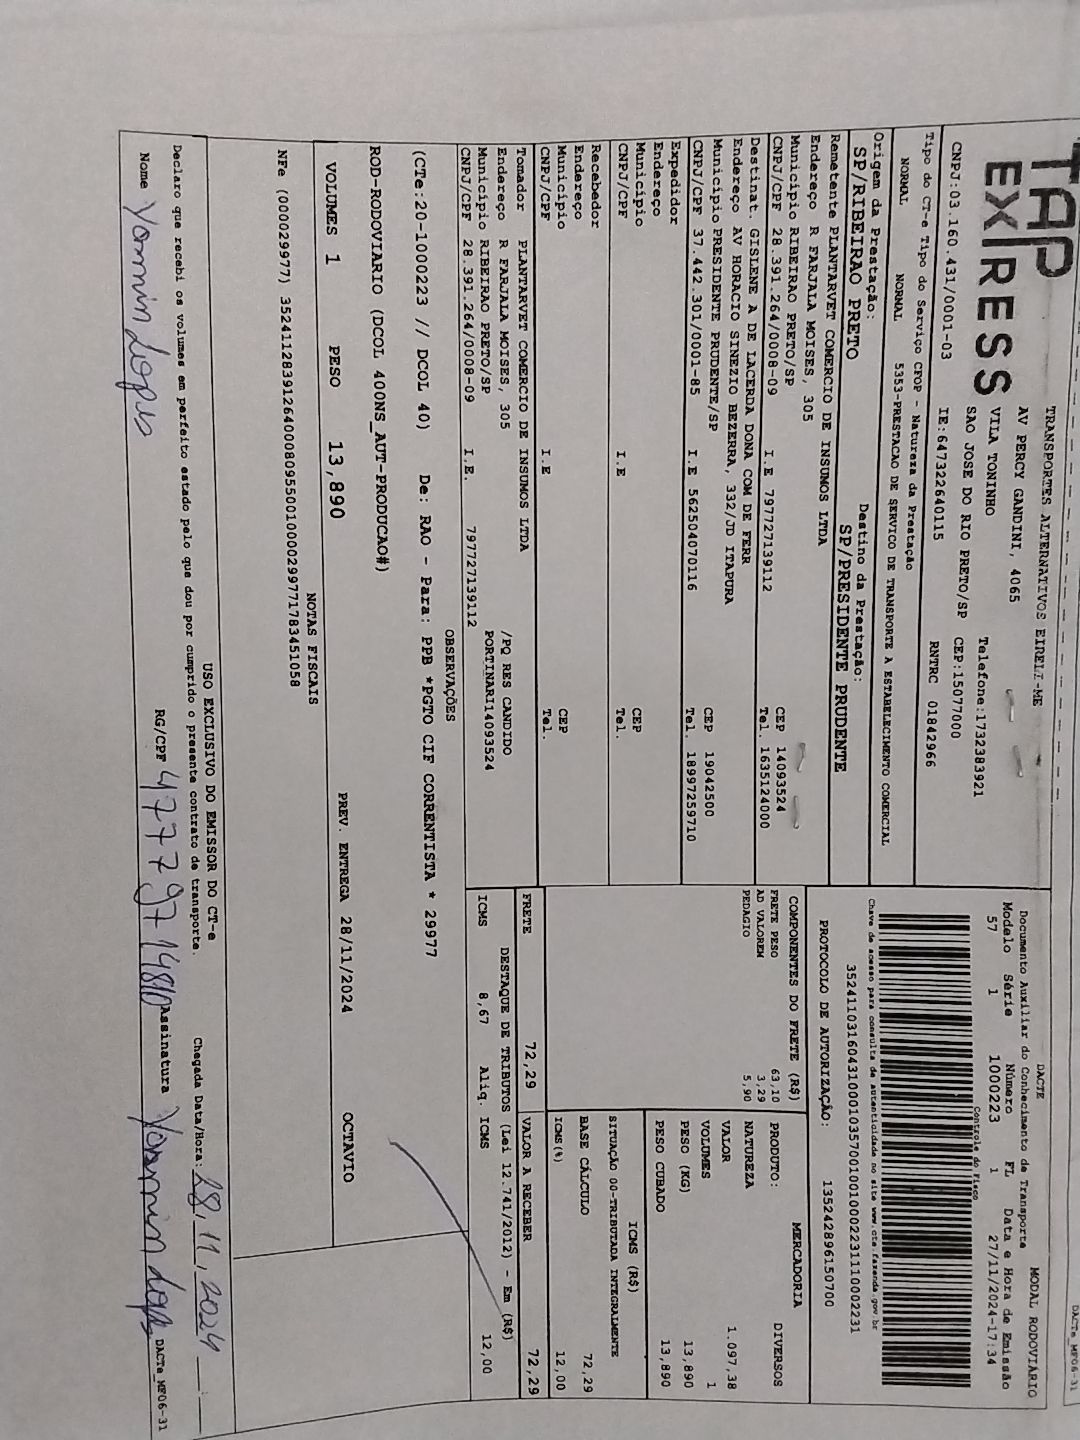 TAP
EX/RESS
TRANSPORTES ALTERNATIVOS EIRELI-ME
AV PERCY GANDINI, 4065
VILA TONINHO
SAO JOSE DO RIO PRETO/SP
Telefone:1732383921
CEP:15077000
CNPJ:03.160.431/0001-03
IE:647322640115
RNTRC 01842966
Tipo do CT-e Tipo do Serviço CFOP - Natureza da Prestação
NORMAL NORMAL 5353-PRESTACAO DE SERVICO DE TRANSPORTE A ESTABELECIMENTO COMERCIAL
Origem da Prestação: Destino da Prestação:
SP/RIBEIRAO PRETO SP/PRESIDENTE PRUDENTE
DACTE MODAL RODOVIÁRIO
Documento Auxiliar do Conhecimento de Transporte
Modelo Série Número FL Data e Hora de Emissão
57 1 1000223 1 27/11/2024-17:34
Controle do Fisco
Chave de acesso para consulta de autenticidade no site www.cte.fazenda.gov.br
35241103160431000103570010010002231110002231
PROTOCOLO DE AUTORIZAÇÃO: 135242896150700
Remetente PLANTARVET COMERCIO DE INSUMOS LTDA
Endereço R FARJALA MOISES, 305
Município RIBEIRAO PRETO/SP CEP 14093524
CNPJ/CPF 28.391.264/0008-09 I.E 797727139112 Tel. 1635124000
Destinat. GISLENE A DE LACERDA DONA COM DE FERR
Endereço AV HORACIO SINEZIO BEZERRA, 332/JD ITAPURA
Município PRESIDENTE PRUDENTE/SP CEP 19042500
CNPJ/CPF 37.442.301/0001-85 I.E 562504070116 Tel. 18997259710
Expedidor
Endereço
Município CEP
CNPJ/CPF I.E Tel.
Recebedor
Endereço
Município CEP
CNPJ/CPF I.E Tel.
Tomador PLANTARVET COMERCIO DE INSUMOS LTDA
Endereço R FARJALA MOISES, 305 /PQ RES CANDIDO
Município RIBEIRAO PRETO/SP PORTINARI14093524
CNPJ/CPF 28.391.264/0008-09 I.E. 797727139112
COMPONENTES DO FRETE (R$)
FRETE PESO 63,10
AD VALOREM 3,29
PEDAGIO 5,90
MERCADORIA
PRODUTO: DIVERSOS
NATUREZA
VALOR 1.097,38
VOLUMES 1
PESO (KG) 13,890
PESO CUBADO 13,890
ICMS (R$)
SITUAÇÃO 00-TRIBUTADA INTEGRALMENTE
BASE CÁLCULO 72,29
ICMS(%) 12,00
FRETE 72,29 VALOR A RECEBER 72,29
DESTAQUE DE TRIBUTOS (Lei 12.741/2012) - Em (R$)
ICMS 8,67 Aliq. ICMS 12,00
OBSERVAÇÕES
(CTe:20-1000223 // DCOL 40) De: RAO - Para: PPB *PGTO CIF CORRENTISTA * 29977
ROD-RODOVIARIO (DCOL 400NS_AUT-PRODUCAO#)
VOLUMES 1 PESO 13,890 PREV. ENTREGA 28/11/2024 OCTAVIO
NOTAS FISCAIS
NFe (000029977) 35241128391264000809550010000299771783451058
USO EXCLUSIVO DO EMISSOR DO CT-e
Declaro que recebi os volumes em perfeito estado pelo que dou por cumprido o presente contrato de transporte. Chegada Data/Hora: 28, 11, 2024 __:__
Nome Yasmin Lopes RG/CPF 47779714810 Assinatura Yasmin Lopes DACTe_MP06-31
DACTe_MP06-31